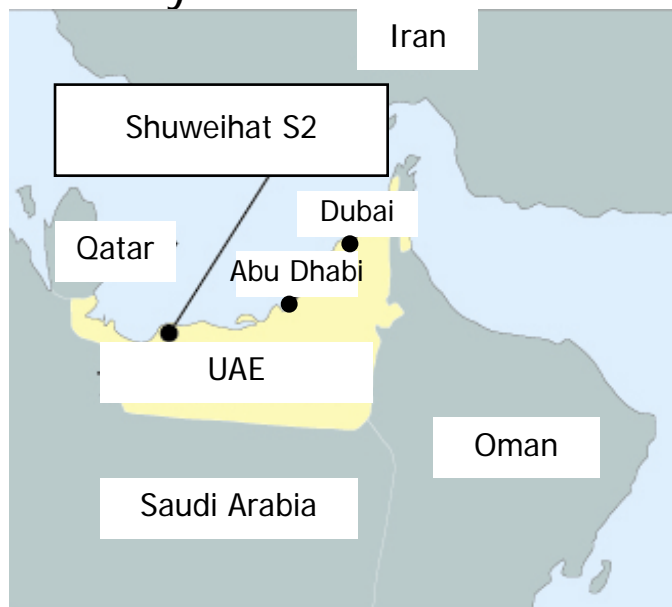 Iran
Shuweihat S2
Dubai
Qatar
Abu Dhabi
UAE
Oman
Saudi Arabia